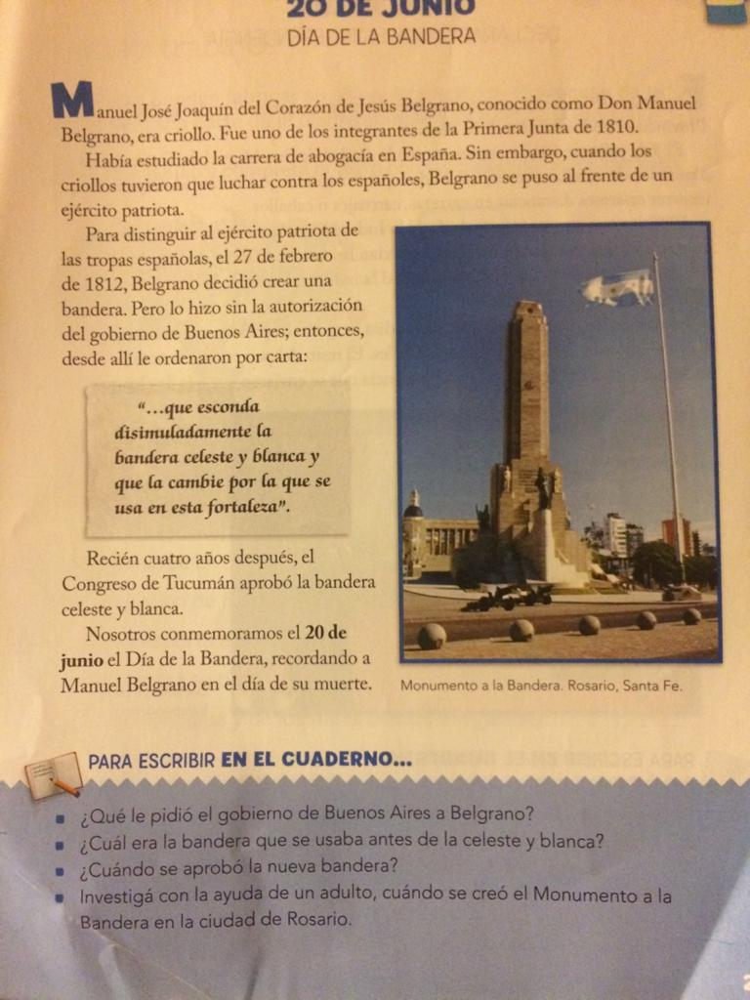 20 DE JUNIO
DÍA DE LA BANDERA
Manuel José Joaquín del Corazón de Jesús Belgrano, conocido como Don Manuel
Belgrano, era criollo. Fue uno de los integrantes de la Primera Junta de 1810.
Había estudiado la carrera de abogacía en España. Sin embargo, cuando los
criollos tuvieron que luchar contra los españoles, Belgrano se puso al frente de un
ejército patriota.
Para distinguir al ejército patriota de
las tropas españolas, el 27 de febrero
de 1812, Belgrano decidió crear una
bandera. Pero lo hizo sin la autorización
del gobierno de Buenos Aires; entonces,
desde allí le ordenaron por carta:
“...que esconda
disimuladamente la
bandera celeste y blanca y
que la cambie por la que se
usa en esta fortaleza”.
Recién cuatro años después, el
Congreso de Tucumán aprobó la bandera
celeste y blanca.
Nosotros conmemoramos el 20 de
junio el Día de la Bandera, recordando a
Manuel Belgrano en el día de su muerte.
Monumento a la Bandera. Rosario, Santa Fe.
PARA ESCRIBIR EN EL CUADERNO...
¿Qué le pidió el gobierno de Buenos Aires a Belgrano?
¿Cuál era la bandera que se usaba antes de la celeste y blanca?
¿Cuándo se aprobó la nueva bandera?
Investigá con la ayuda de un adulto, cuándo se creó el Monumento a la
Bandera en la ciudad de Rosario.